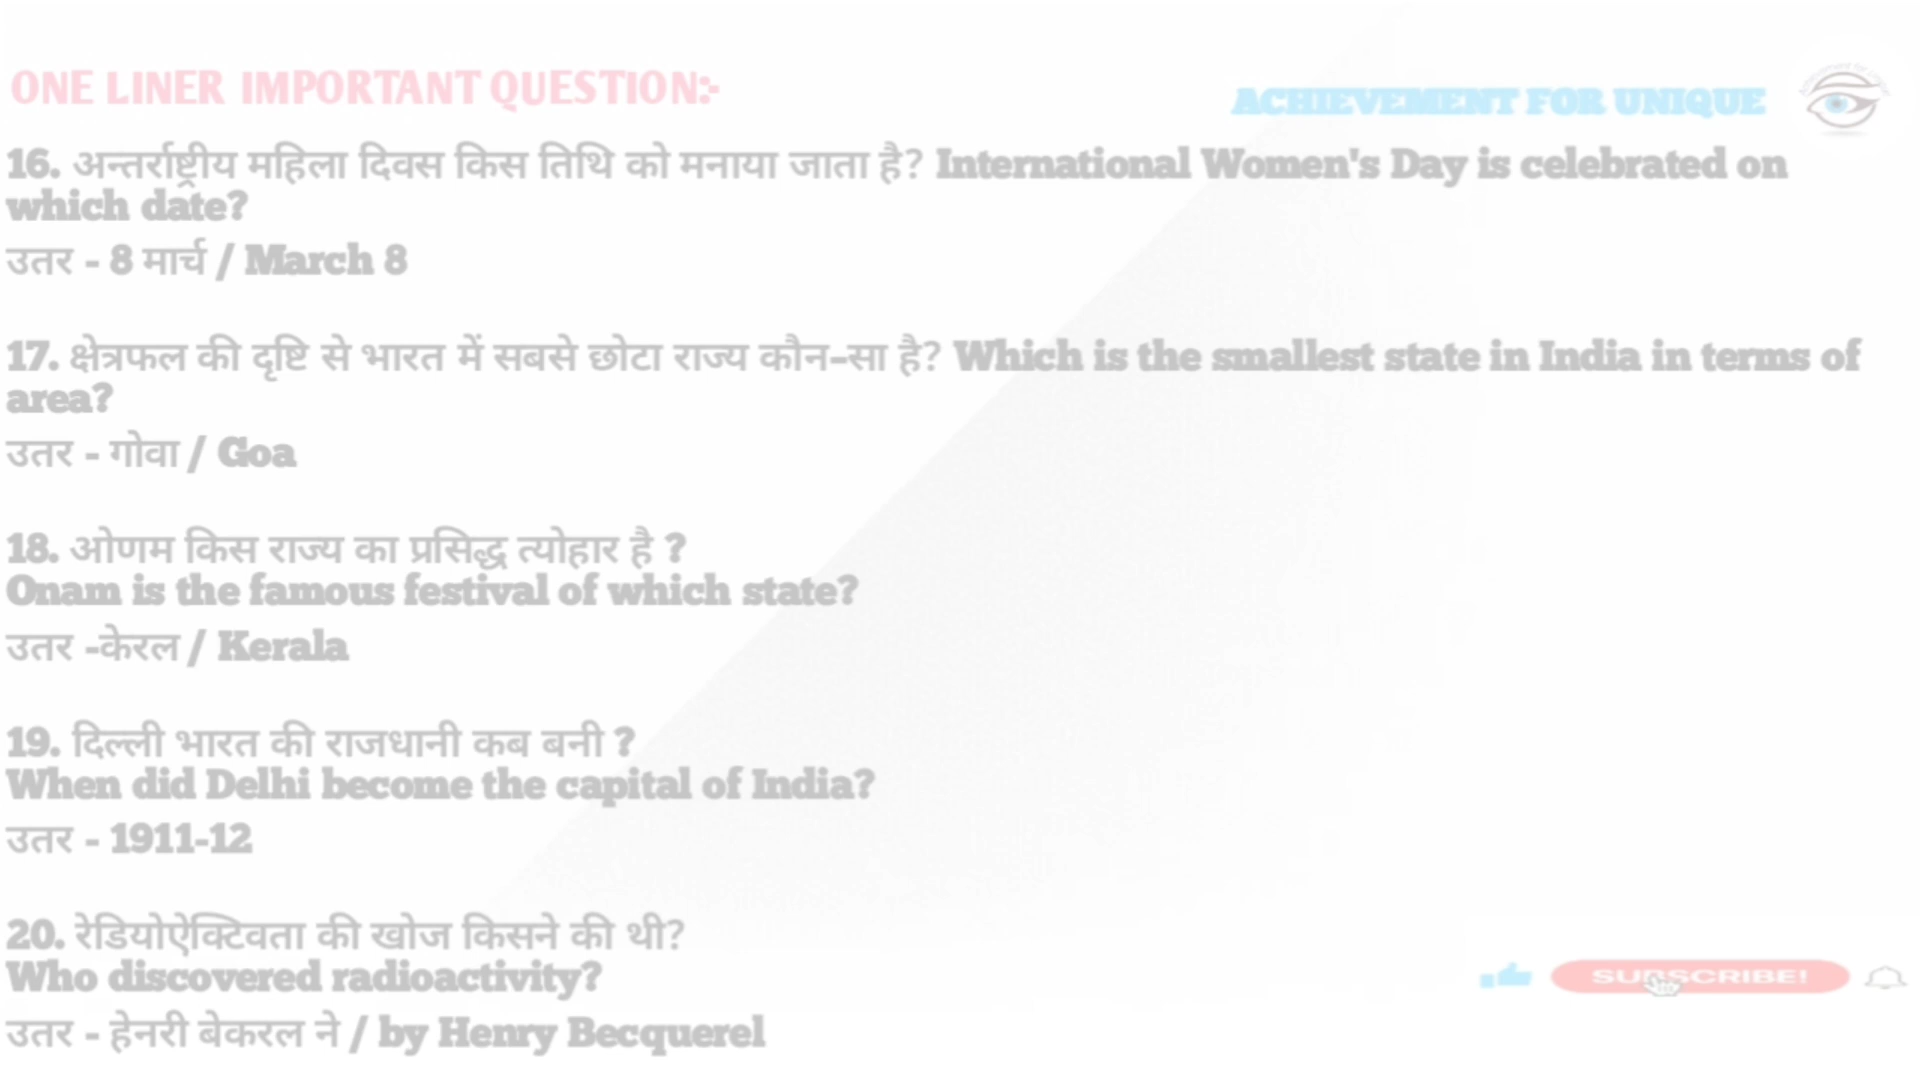 ONE LINER IMPORTANT QUESTION:-
ACHIEVEMENT FOR UNIQUE
16. अन्तर्राष्ट्रीय महिला दिवस किस तिथि को मनाया जाता है? International Women's Day is celebrated on
which date?
उतर - 8 मार्च / March 8
17. क्षेत्रफल की दृष्टि से भारत में सबसे छोटा राज्य कौन-सा है? Which is the smallest state in India in terms of
area?
उतर - गोवा / Goa
18. ओणम किस राज्य का प्रसिद्ध त्योहार है ?
Onam is the famous festival of which state?
उतर -केरल / Kerala
19. दिल्ली भारत की राजधानी कब बनी ?
When did Delhi become the capital of India?
उतर - 1911-12
20. रेडियोऐक्टिवता की खोज किसने की थी?
Who discovered radioactivity?
उतर - हेनरी बेकरल ने / by Henry Becquerel
SUBSCRIBE!